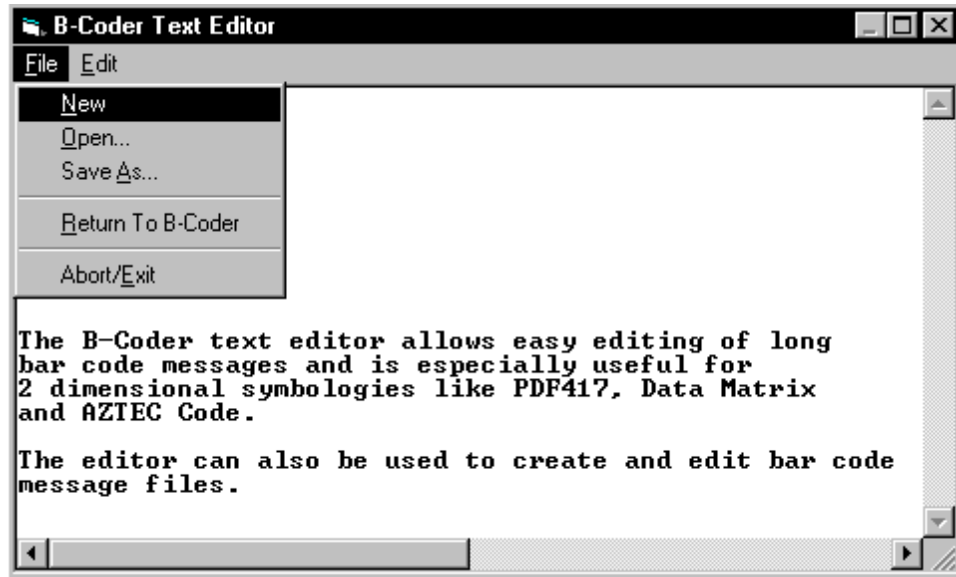 B-Coder Text Editor
File Edit
New
Open...
Save As...
Return To B-Coder
Abort/Exit
The B-Coder text editor allows easy editing of long
bar code messages and is especially useful for
2 dimensional symbologies like PDF417, Data Matrix
and AZTEC Code.
The editor can also be used to create and edit bar code
message files.